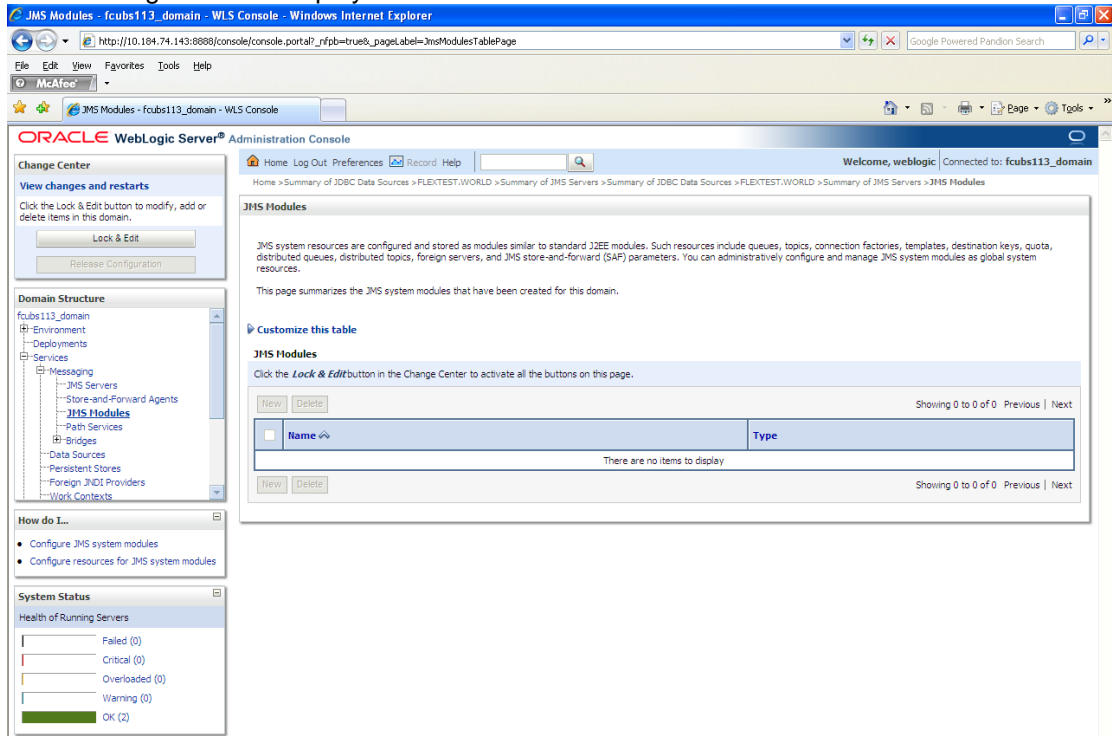 JMS Modules - fcubs113_domain - WLS Console - Windows Internet Explorer
http://10.184.74.143:8888/console/console.portal?_nfpb=true&_pageLabel=JmsModulesTablePage
Google Powered Pandion Search
File Edit View Favorites Tools Help
McAfee
JMS Modules - fcubs113_domain - WLS Console
Page Tools »
ORACLE WebLogic Server® Administration Console
Change Center
View changes and restarts
Click the Lock & Edit button to modify, add or
delete items in this domain.
Lock & Edit
Release Configuration
Domain Structure
fcubs113_domain
Environment
Deployments
Services
Messaging
JMS Servers
Store-and-Forward Agents
JMS Modules
Path Services
Bridges
Data Sources
Persistent Stores
Foreign JNDI Providers
Work Contexts
How do I...
Configure JMS system modules
Configure resources for JMS system modules
System Status
Health of Running Servers
Failed (0)
Critical (0)
Overloaded (0)
Warning (0)
OK (2)
Home Log Out Preferences Record Help
Welcome, weblogic Connected to: fcubs113_domain
Home >Summary of JDBC Data Sources >FLEXTEST.WORLD >Summary of JMS Servers >Summary of JDBC Data Sources >FLEXTEST.WORLD >Summary of JMS Servers >JMS Modules
JMS Modules
JMS system resources are configured and stored as modules similar to standard J2EE modules. Such resources include queues, topics, connection factories, templates, destination keys, quota,
distributed queues, distributed topics, foreign servers, and JMS store-and-forward (SAF) parameters. You can administratively configure and manage JMS system modules as global system
resources.
This page summarizes the JMS system modules that have been created for this domain.
Customize this table
JMS Modules
Click the Lock & Edit button in the Change Center to activate all the buttons on this page.
New Delete
Showing 0 to 0 of 0 Previous | Next
Name Type
There are no items to display
New Delete
Showing 0 to 0 of 0 Previous | Next